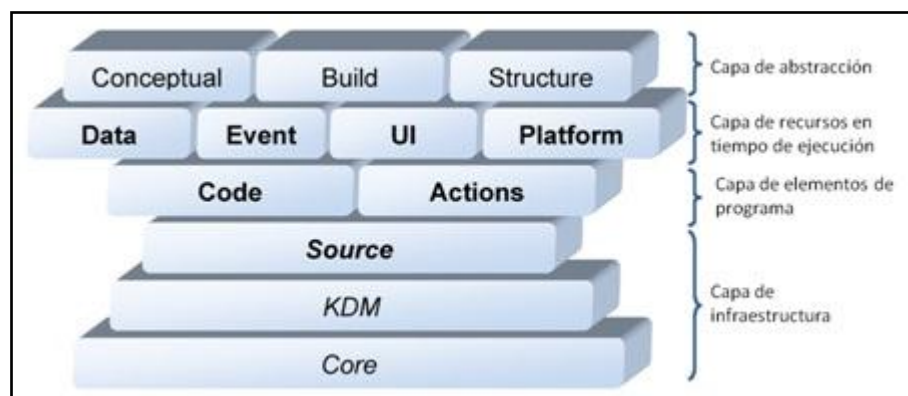 Conceptual Build Structure
Capa de abstracción
Data Event UI Platform
Capa de recursos en
tiempo de ejecución
Code Actions
Capa de elementos de
programa
Source
KDM
Capa de
infraestructura
Core